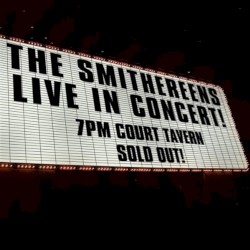 THE SMITHEREENS
LIVE IN CONCERT!
7PM COURT TAVERN
SOLD OUT!